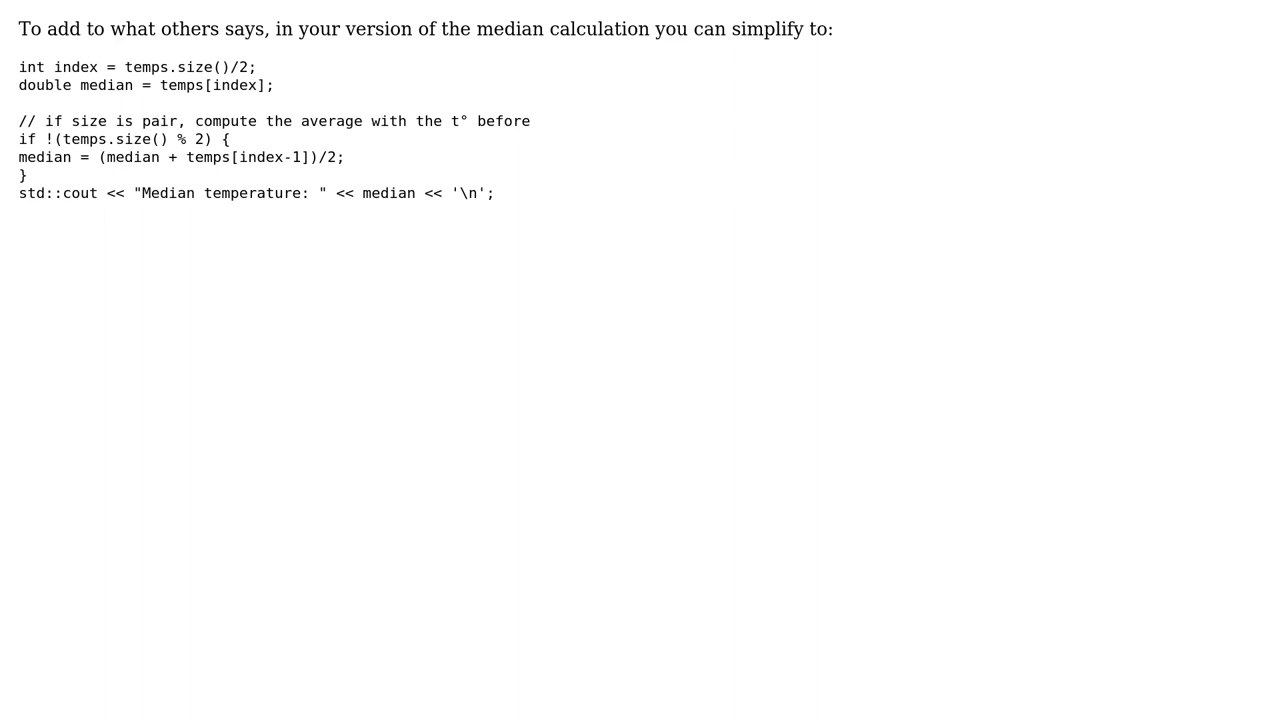 To add to what others says, in your version of the median calculation you can simplify to:
int index = temps.size()/2;
double median = temps[index];
// if size is pair, compute the average with the t° before
if !(temps.size() % 2) {
median = (median + temps[index-1])/2;
}
std::cout << "Median temperature: " << median << '\n';